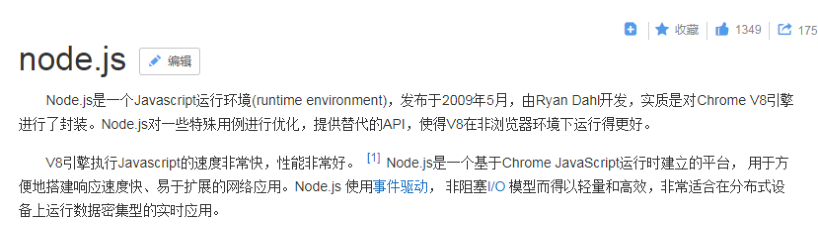 收藏 1349 175
node.js 编辑
Node.js是一个Javascript运行环境(runtime environment)，发布于2009年5月，由Ryan Dahl开发，实质是对Chrome V8引擎
进行了封装。Node.js对一些特殊用例进行优化，提供替代的API，使得V8在非浏览器环境下运行得更好。
V8引擎执行Javascript的速度非常快，性能非常好。 [1] Node.js是一个基于Chrome JavaScript运行时建立的平台， 用于方
便地搭建响应速度快、易于扩展的网络应用。Node.js 使用事件驱动， 非阻塞I/O 模型而得以轻量和高效，非常适合在分布式设
备上运行数据密集型的实时应用。